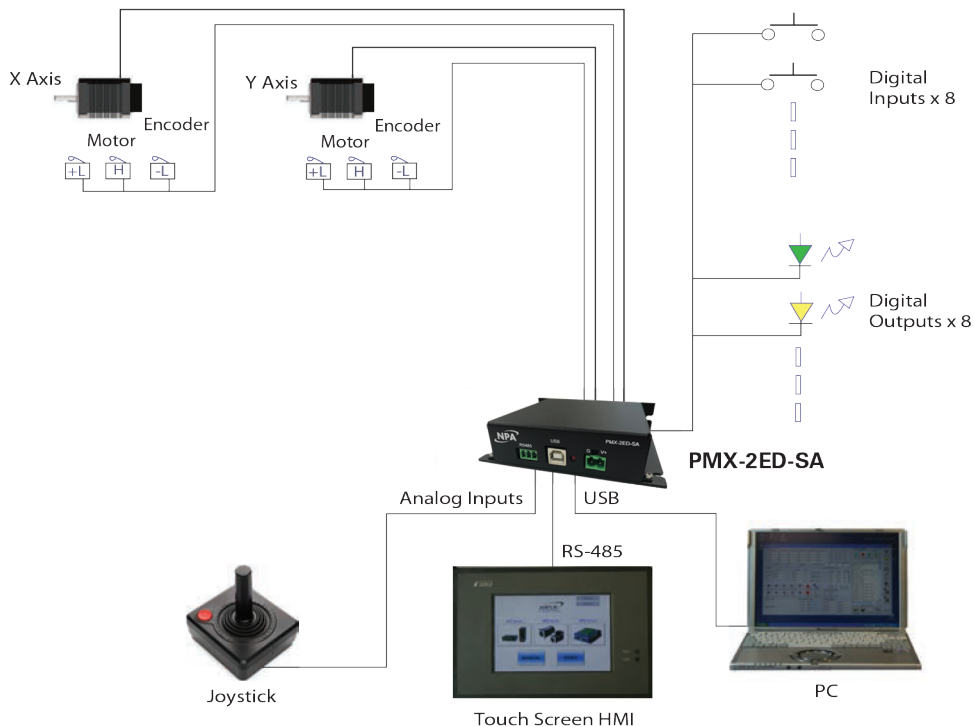 X Axis
Motor
Encoder
+L
H
-L
Y Axis
Motor
Encoder
+L
H
-L
Digital
Inputs x 8
Digital
Outputs x 8
NPA
RS485
USB
G V+
PMX-2ED-SA
PMX-2ED-SA
Analog Inputs
USB
RS-485
Joystick
Touch Screen HMI
PC